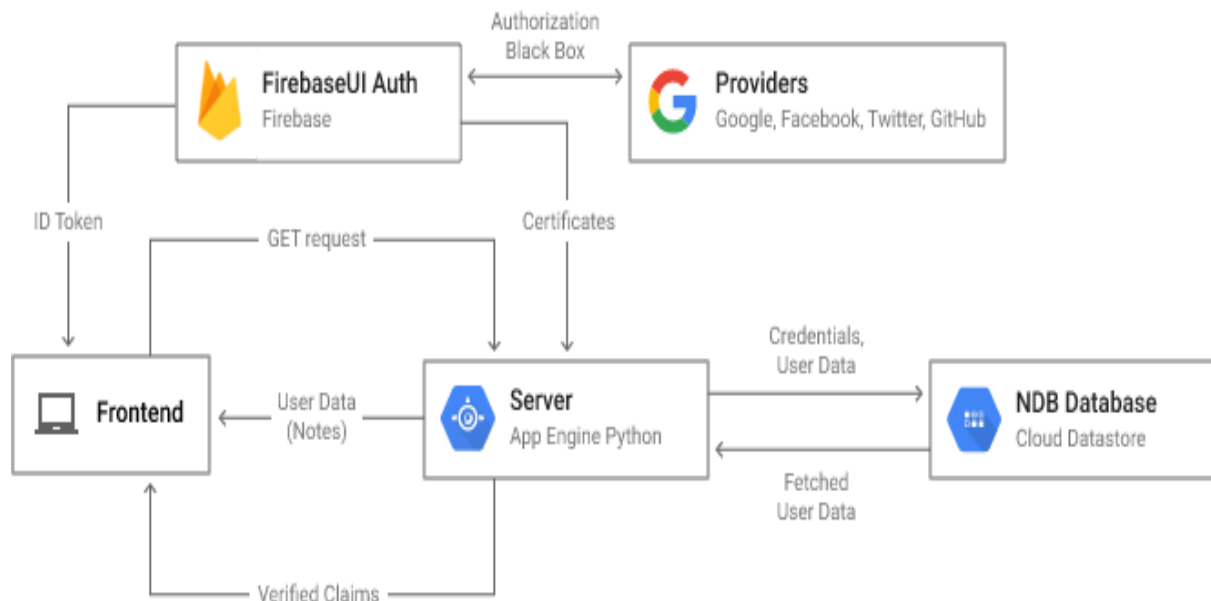 Authorization
Black Box
FirebaseUI Auth
Firebase
Providers
Google, Facebook, Twitter, GitHub
ID Token
GET request
Certificates
Credentials,
User Data
Frontend
User Data
(Notes)
Server
App Engine Python
NDB Database
Cloud Datastore
Fetched
User Data
Verified Claims